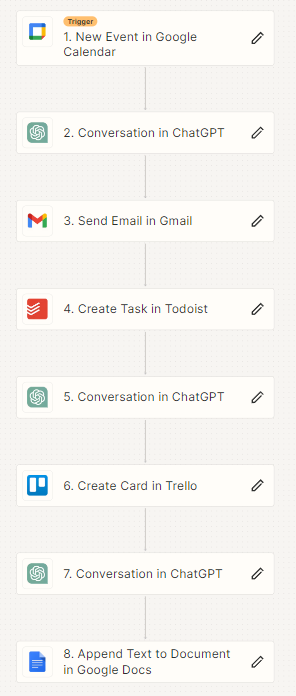 Trigger
1. New Event in Google
Calendar
2. Conversation in ChatGPT
3. Send Email in Gmail
4. Create Task in Todoist
5. Conversation in ChatGPT
6. Create Card in Trello
7. Conversation in ChatGPT
8. Append Text to Document
in Google Docs